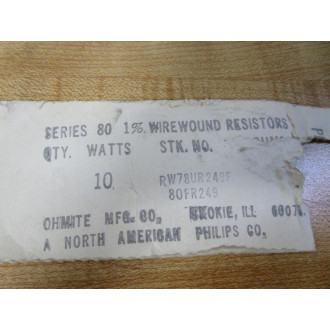 SERIES 80 1% WIREWOUND RESISTORS
QTY. WATTS STK. NO.
10 RW78UR249F
80FR249
OHMITE MFG. CO. SKOKIE, ILL 60076
A NORTH AMERICAN PHILIPS CO.